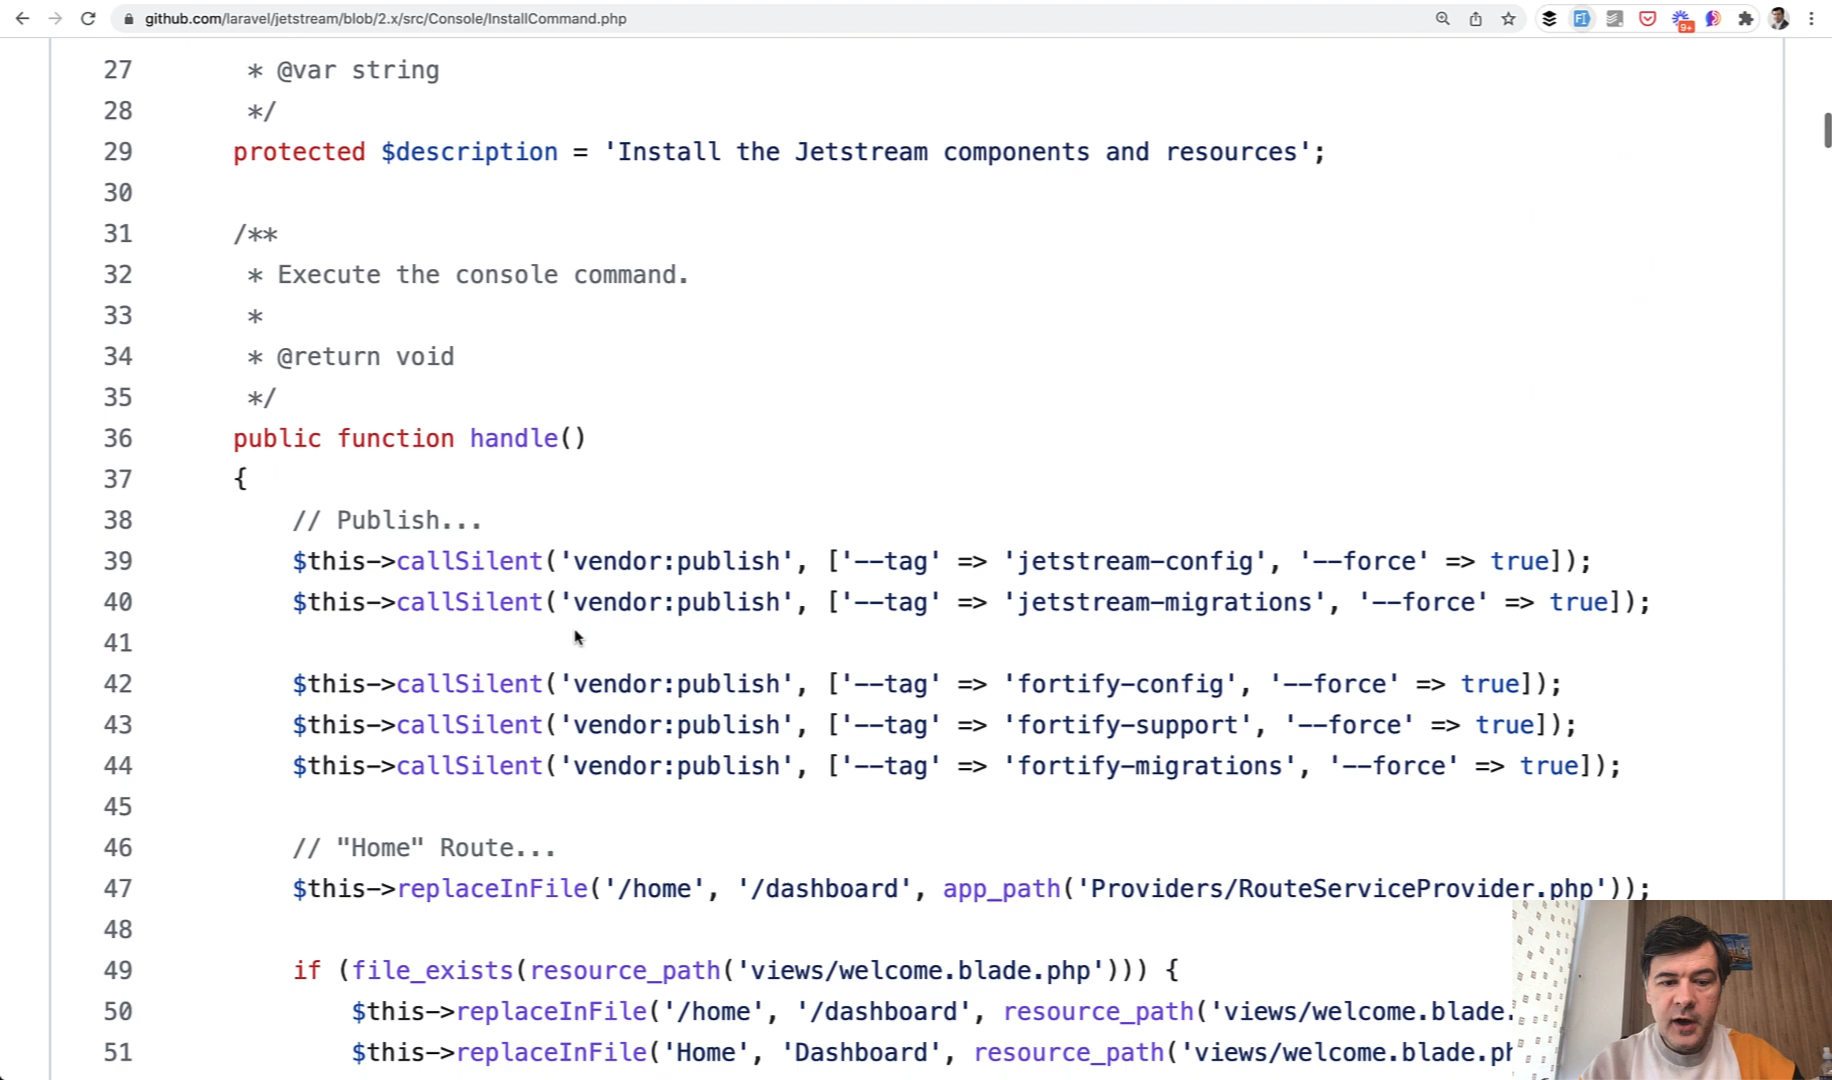 github.com/laravel/jetstream/blob/2.x/src/Console/InstallCommand.php
9+
27 * @var string
28 */
29 protected $description = 'Install the Jetstream components and resources';
30
31 /**
32 * Execute the console command.
33 *
34 * @return void
35 */
36 public function handle()
37 {
38 // Publish...
39 $this->callSilent('vendor:publish', ['--tag' => 'jetstream-config', '--force' => true]);
40 $this->callSilent('vendor:publish', ['--tag' => 'jetstream-migrations', '--force' => true]);
41
42 $this->callSilent('vendor:publish', ['--tag' => 'fortify-config', '--force' => true]);
43 $this->callSilent('vendor:publish', ['--tag' => 'fortify-support', '--force' => true]);
44 $this->callSilent('vendor:publish', ['--tag' => 'fortify-migrations', '--force' => true]);
45
46 // "Home" Route...
47 $this->replaceInFile('/home', '/dashboard', app_path('Providers/RouteServiceProvider.php'));
48
49 if (file_exists(resource_path('views/welcome.blade.php'))) {
50 $this->replaceInFile('/home', '/dashboard', resource_path('views/welcome.blade.
51 $this->replaceInFile('Home', 'Dashboard', resource_path('views/welcome.blade.ph